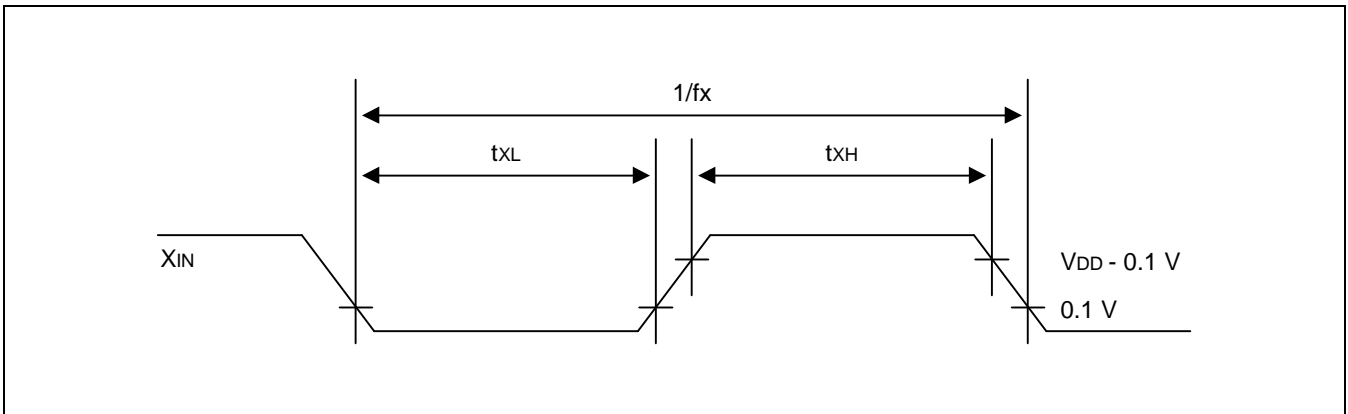 1/fx
tXL
tXH
XIN
VDD - 0.1 V
0.1 V